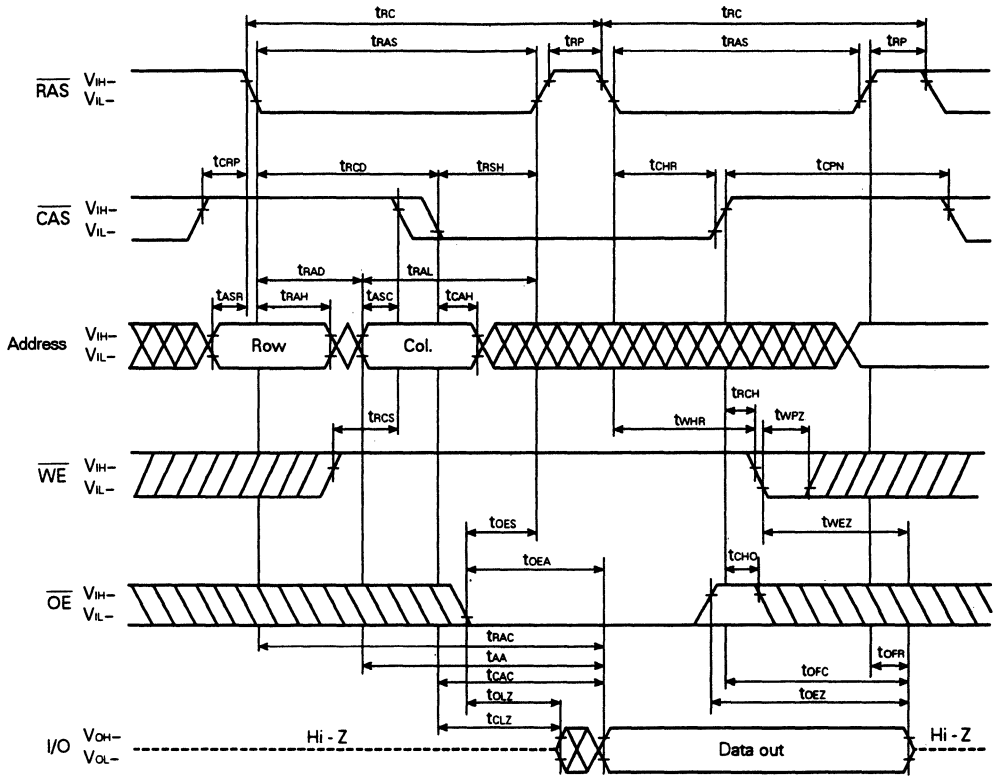 tRC tRC
tRAS tRP tRAS tRP
RAS VIH–
VIL–
tCRP tRCD tRSH tCHR tCPN
CAS VIH–
VIL–
tRAD tRAL
tASR tRAH tASC tCAH
Address VIH–
VIL–
Row Col.
tRCH
tRCS tWHR tWPZ
WE VIH–
VIL–
tOES tWEZ
tOEA tCHO
OE VIH–
VIL–
tRAC
tAA tOFR
tCAC tOFC
tOLZ tOEZ
tCLZ
I/O VOH–
VOL–
Hi - Z Data out Hi - Z